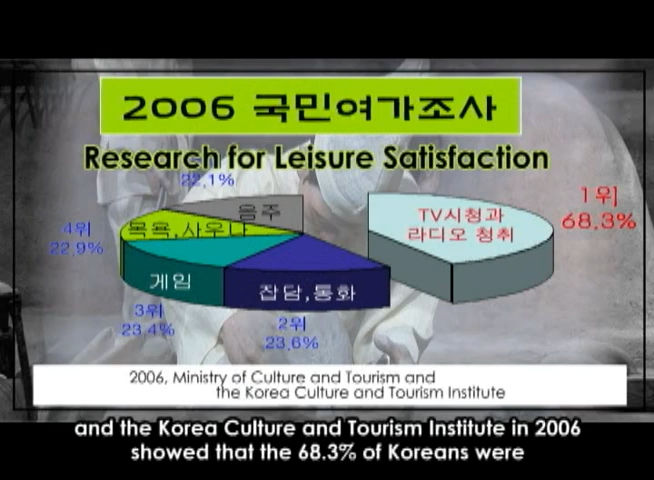 2006 국민여가조사
Research for Leisure Satisfaction
22.1%
음주
1위
68.3%
TV시청과
라디오 청취
4위
22.9%
목욕,사우나
게임
잡담,통화
3위
23.4%
2위
23.6%
2006, Ministry of Culture and Tourism and
the Korea Culture and Tourism Institute
and the Korea Culture and Tourism Institute in 2006
showed that the 68.3% of Koreans were